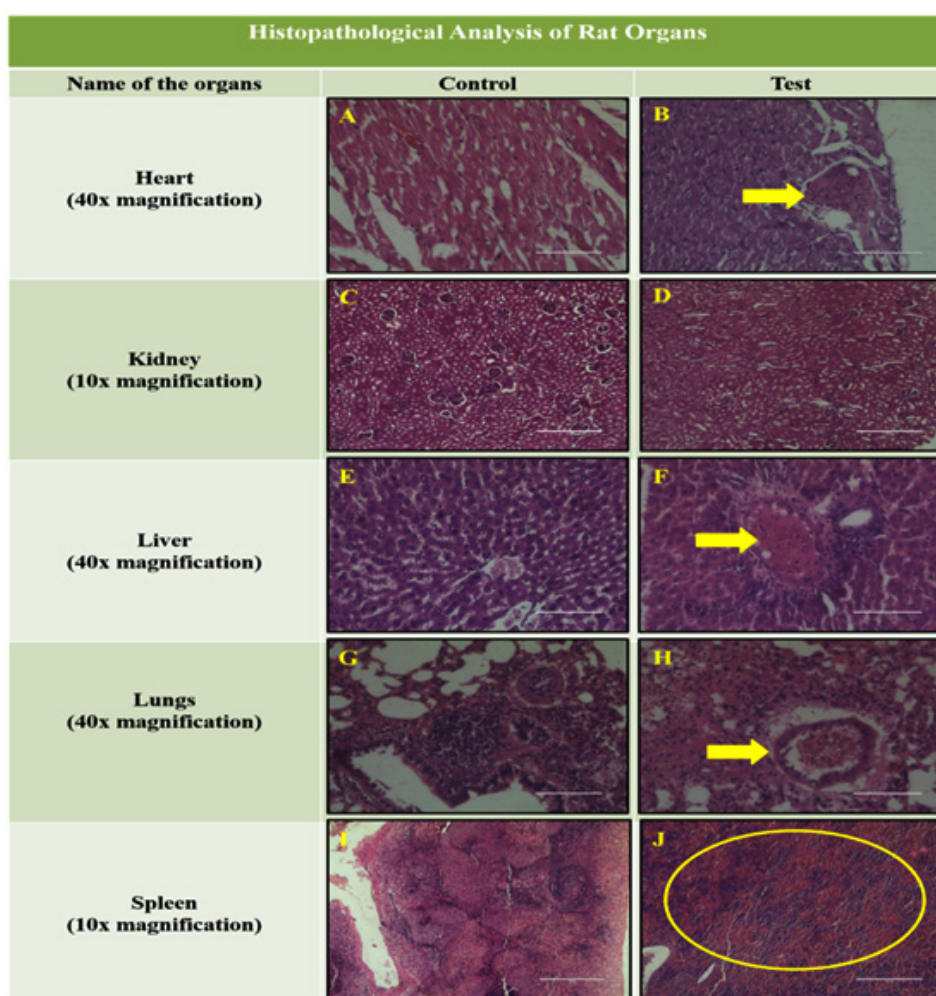 Histopathological Analysis of Rat Organs
Name of the organs Control Test
Heart
(40x magnification)
A
B
Kidney
(10x magnification)
C
D
Liver
(40x magnification)
E
F
Lungs
(40x magnification)
G
H
Spleen
(10x magnification)
I
J